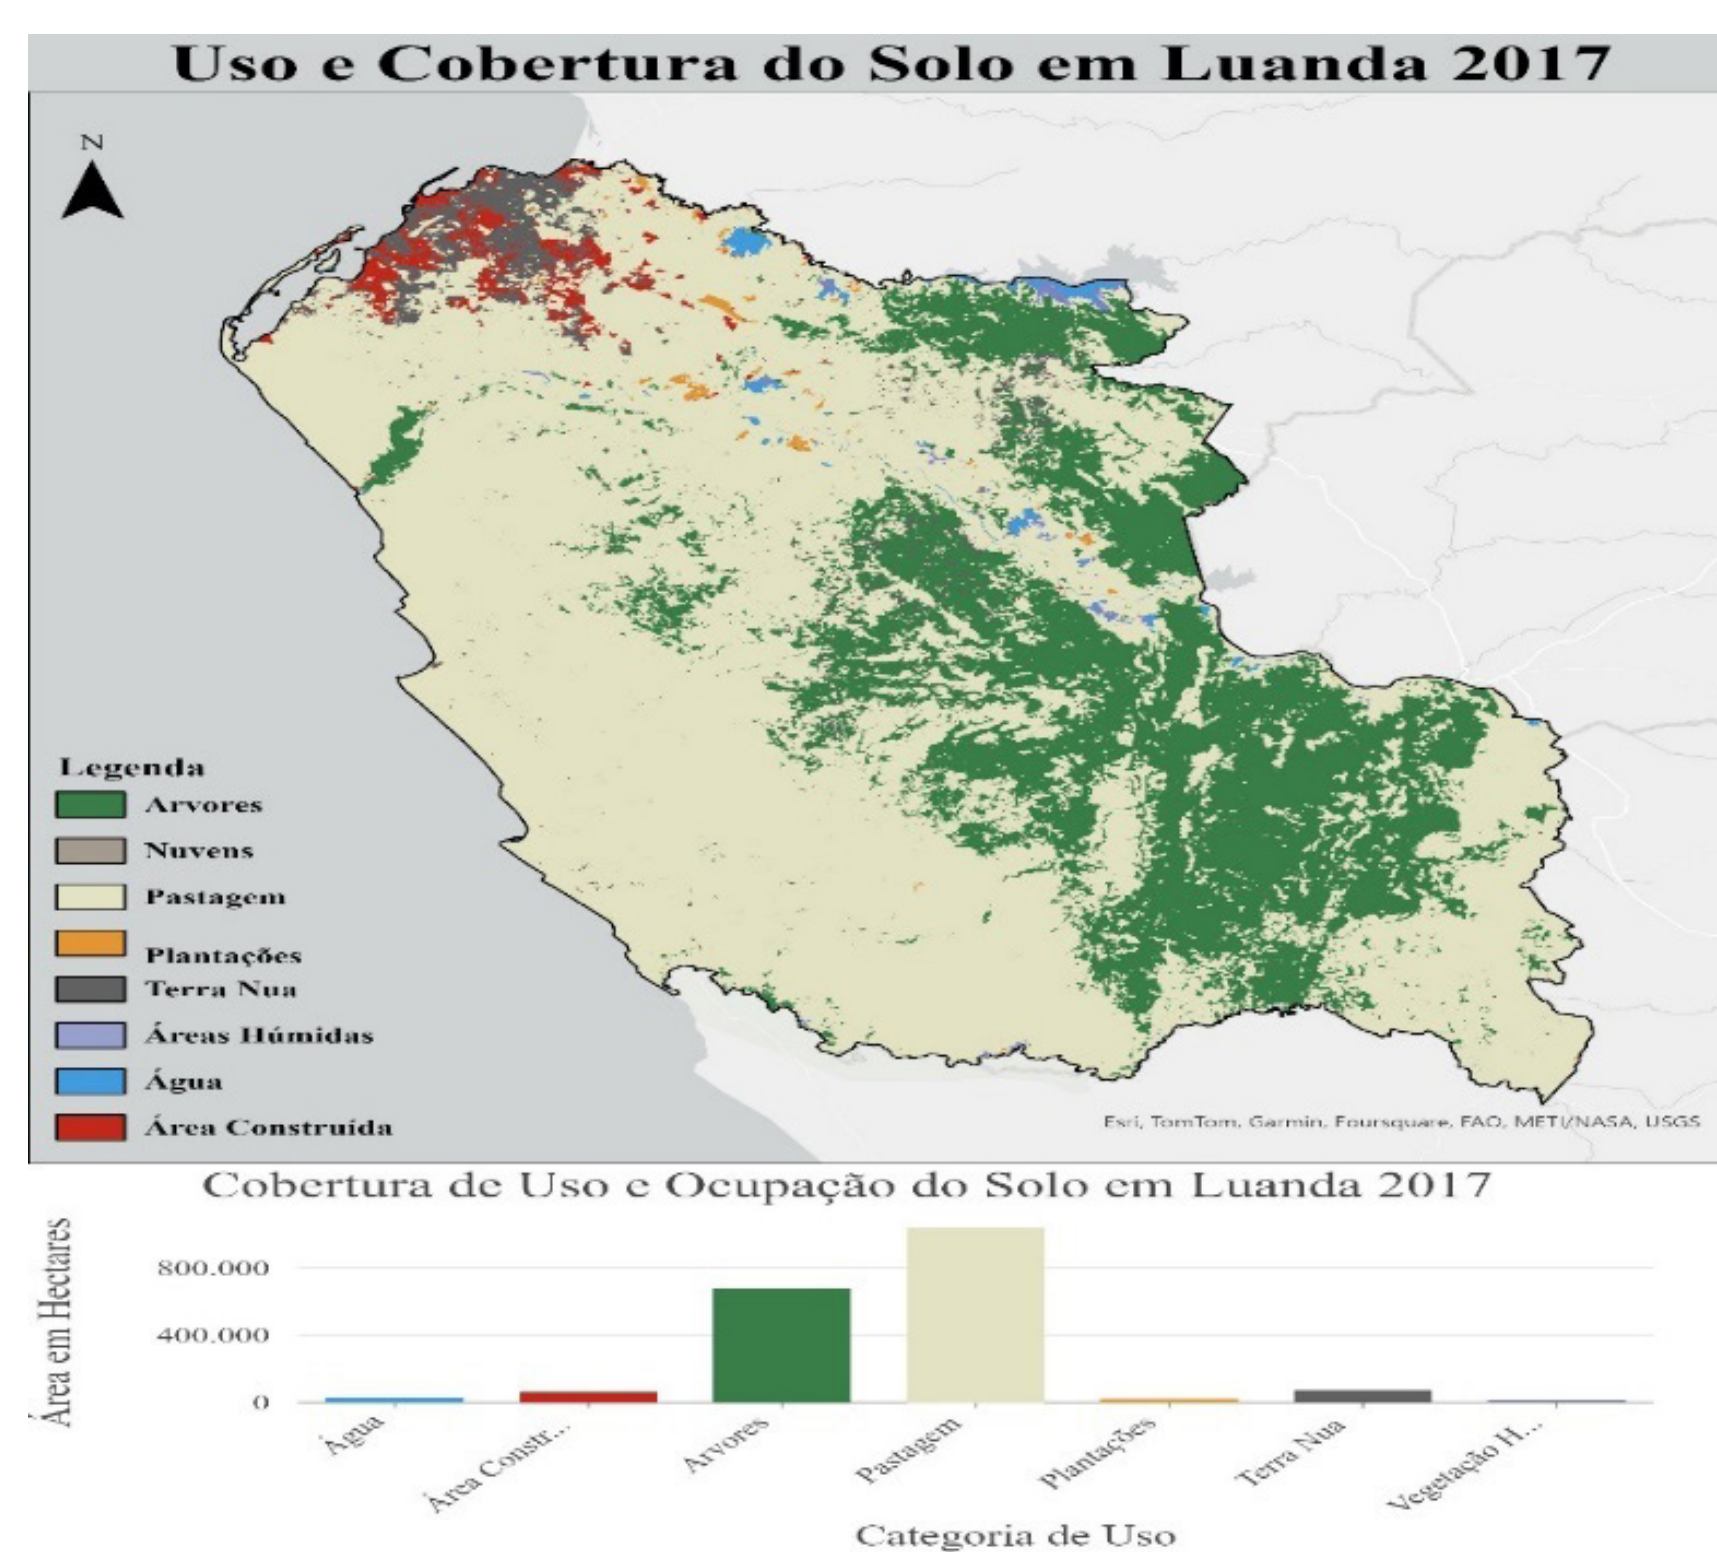 Uso e Cobertura do Solo em Luanda 2017
N
Legenda
Arvores
Nuvens
Pastagem
Plantações
Terra Nua
Áreas Húmidas
Água
Área Construída
Esri, TomTom, Garmin, Foursquare, FAO, METI/NASA, USGS
Cobertura de Uso e Ocupação do Solo em Luanda 2017
Área em Hectares
800.000
400.000
0
Água
Área Constr...
Arvores
Pastagem
Plantações
Terra Nua
Vegetação H...
Categoria de Uso